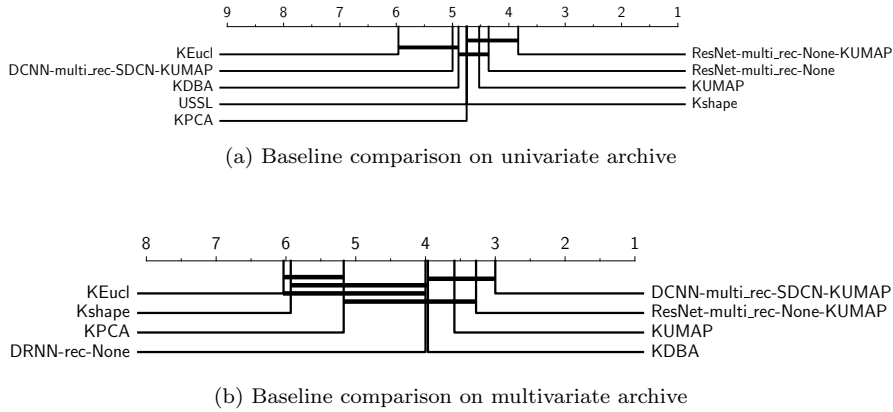 9 8 7 6 5 4 3 2 1
KEucl ResNet-multi_rec-None-KUMAP
DCNN-multi_rec-SDCN-KUMAP ResNet-multi_rec-None
KDBA KUMAP
USSL Kshape
KPCA
(a) Baseline comparison on univariate archive
8 7 6 5 4 3 2 1
KEucl DCNN-multi_rec-SDCN-KUMAP
Kshape ResNet-multi_rec-None-KUMAP
KPCA KUMAP
DRNN-rec-None KDBA
(b) Baseline comparison on multivariate archive